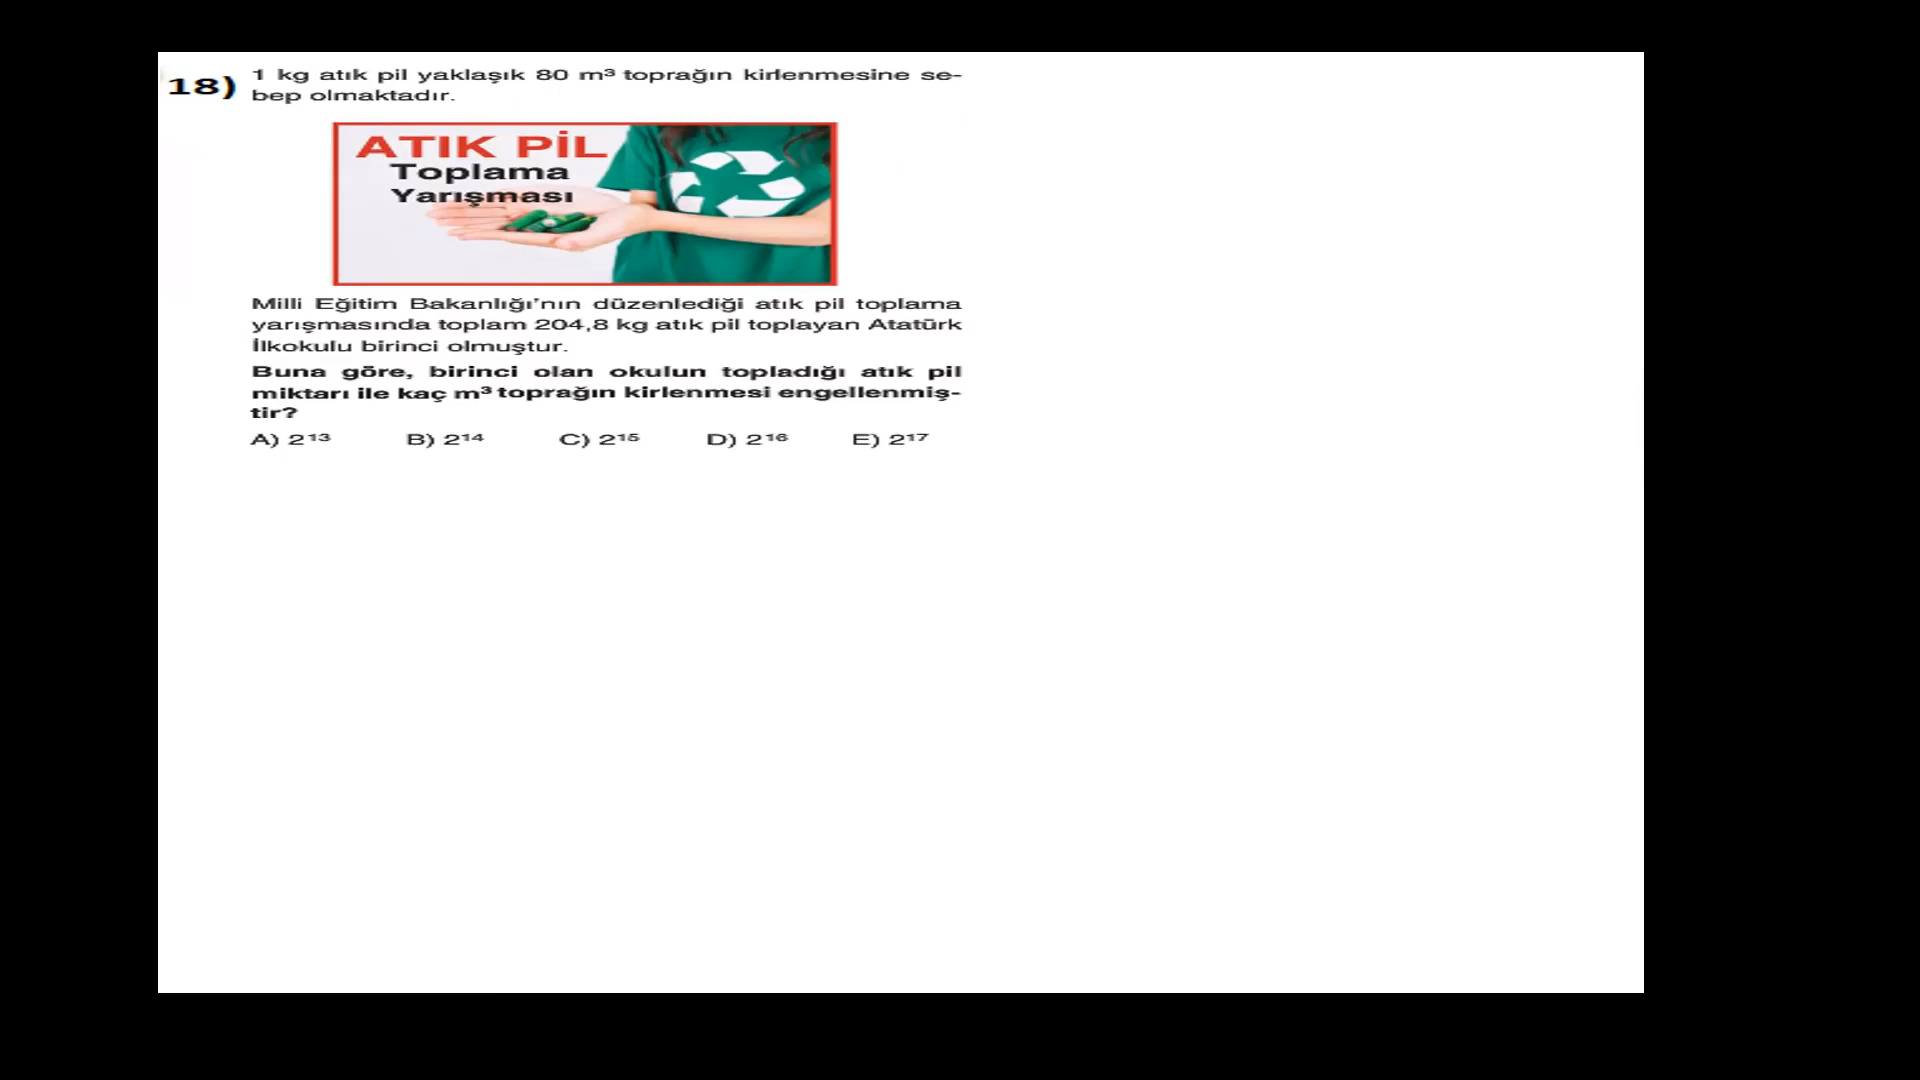 18) 1 kg atık pil yaklaşık 80 m³ toprağın kirlenmesine se-
bep olmaktadır.
ATIK PİL
Toplama
Yarışması
Milli Eğitim Bakanlığı'nın düzenlediği atık pil toplama
yarışmasında toplam 204,8 kg atık pil toplayan Atatürk
İlkokulu birinci olmuştur.
Buna göre, birinci olan okulun topladığı atık pil
miktarı ile kaç m³ toprağın kirlenmesi engellenmiş-
tir?
A) 2¹³ B) 2¹⁴ C) 2¹⁵ D) 2¹⁶ E) 2¹⁷